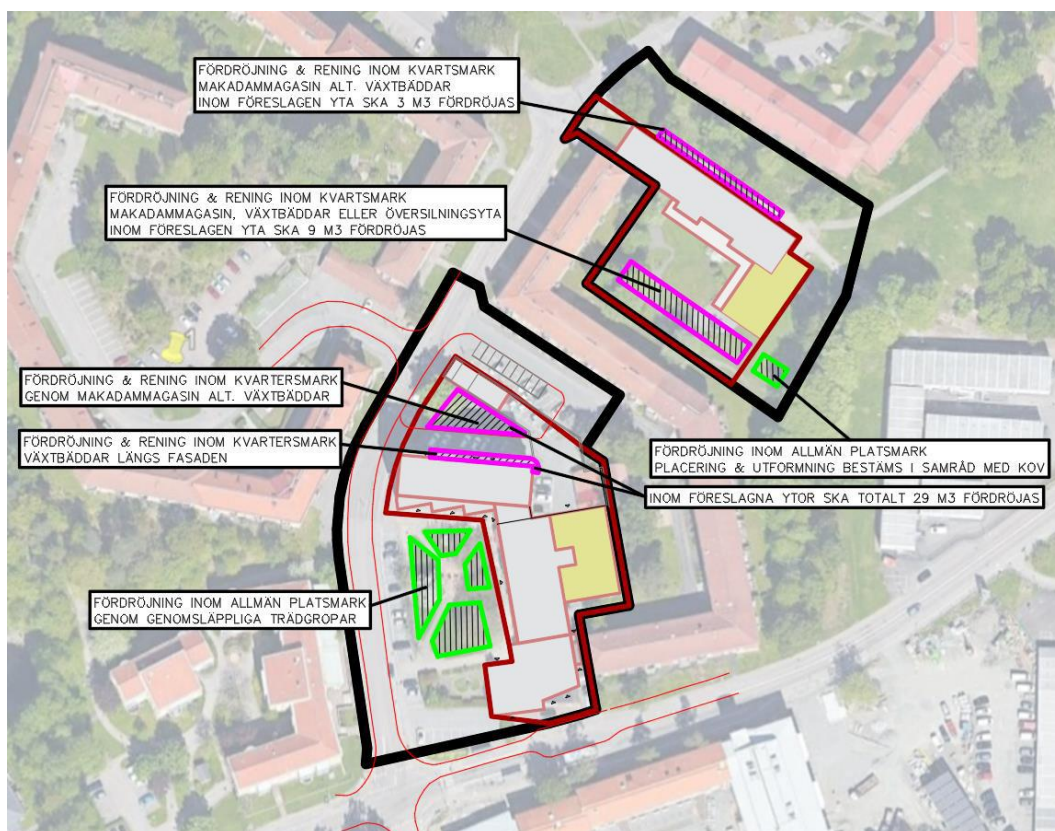 FÖRDRÖJNING & RENING INOM KVARTSMARK
MAKADAMMAGASIN ALT. VÄXTBÄDDAR
INOM FÖRESLAGEN YTA SKA 3 M3 FÖRDRÖJAS
FÖRDRÖJNING & RENING INOM KVARTSMARK
MAKADAMMAGASIN, VÄXTBÄDDAR ELLER ÖVERSILNINGSYTA
INOM FÖRESLAGEN YTA SKA 9 M3 FÖRDRÖJAS
FÖRDRÖJNING & RENING INOM KVARTERSMARK
GENOM MAKADAMMAGASIN ALT. VÄXTBÄDDAR
FÖRDRÖJNING & RENING INOM KVARTERSMARK
VÄXTBÄDDAR LÄNGS FASADEN
FÖRDRÖJNING INOM ALLMÄN PLATSMARK
PLACERING & UTFORMNING BESTÄMS I SAMRÅD MED KOV
INOM FÖRESLAGNA YTOR SKA TOTALT 29 M3 FÖRDRÖJAS
FÖRDRÖJNING INOM ALLMÄN PLATSMARK
GENOM GENOMSLÄPPLIGA TRÄDGROPAR